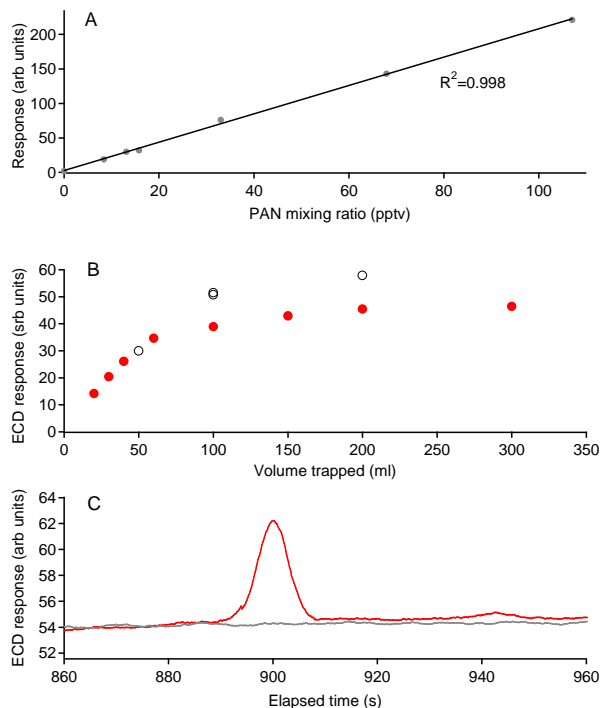 A
200
150
100
50
0
Response (arb units)
R²=0.998
0 20 40 60 80 100
PAN mixing ratio (pptv)
B
60
50
40
30
20
10
0
ECD response (srb units)
0 50 100 150 200 250 300 350
Volume trapped (ml)
C
64
62
60
58
56
54
52
ECD response (arb units)
860 880 900 920 940 960
Elapsed time (s)